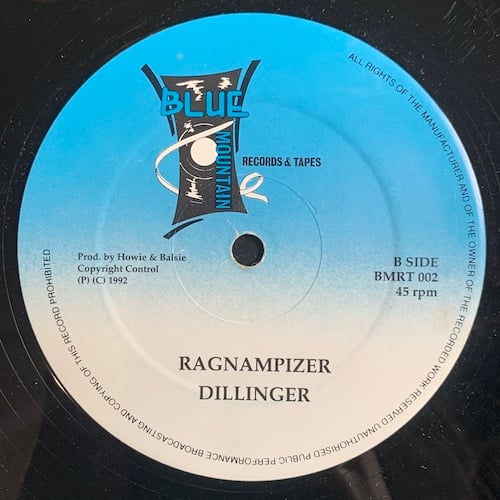 BLUE
MOUNTAIN
RECORDS & TAPES
Prod. by Howie & Balsie
Copyright Control
(P) (C) 1992
B SIDE
BMRT 002
45 rpm
RAGNAMPIZER
DILLINGER
ALL RIGHTS OF THE MANUFACTURER AND OF THE OWNER OF THE RECORDED WORK RESERVED UNAUTHORISED PUBLIC PERFORMANCE BROADCASTING AND COPYING OF THIS RECORD PROHIBITED